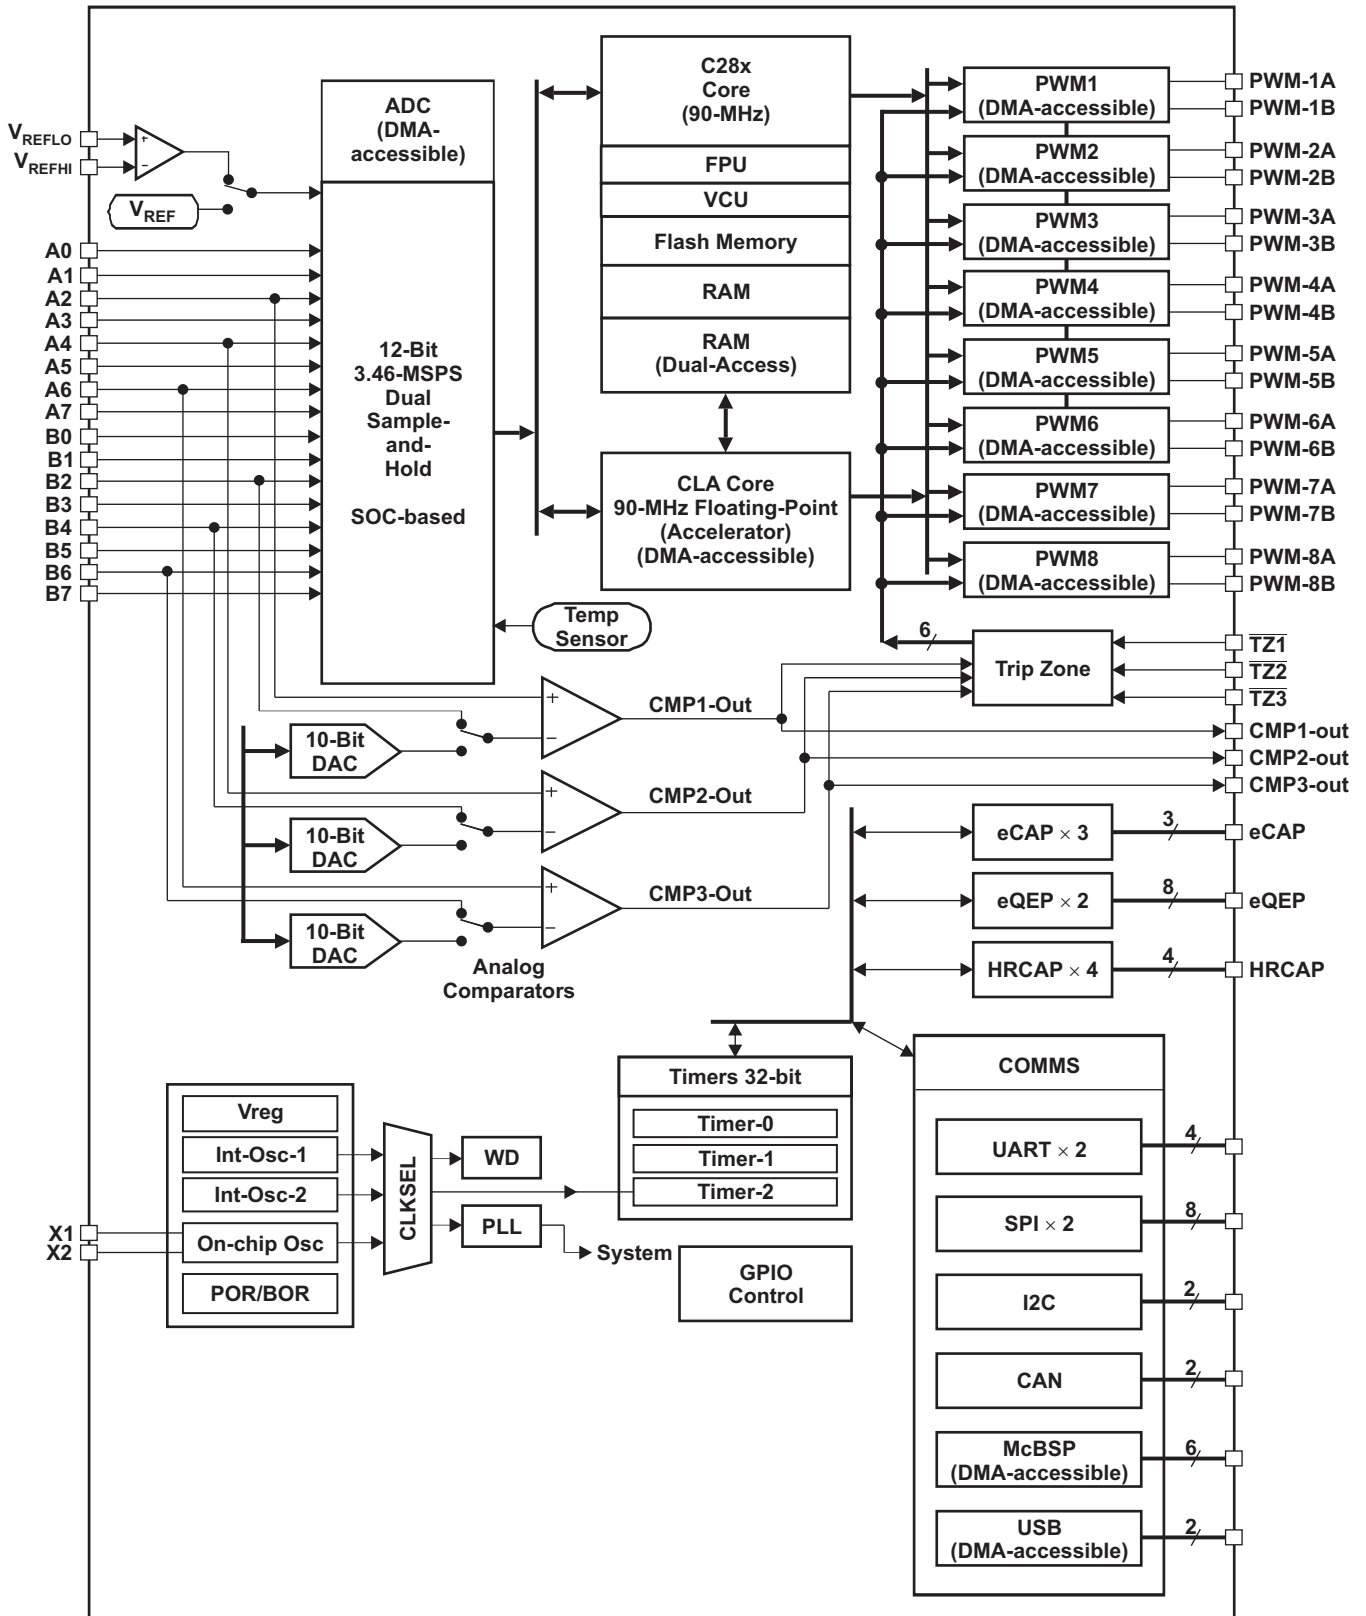 V_REFLO
V_REFHI
+
−
V_REF
A0
A1
A2
A3
A4
A5
A6
A7
B0
B1
B2
B3
B4
B5
B6
B7
ADC
(DMA-
accessible)
12-Bit
3.46-MSPS
Dual
Sample-
and-
Hold
SOC-based
Temp
Sensor
C28x
Core
(90-MHz)
FPU
VCU
Flash Memory
RAM
RAM
(Dual-Access)
CLA Core
90-MHz Floating-Point
(Accelerator)
(DMA-accessible)
PWM1
(DMA-accessible)
PWM2
(DMA-accessible)
PWM3
(DMA-accessible)
PWM4
(DMA-accessible)
PWM5
(DMA-accessible)
PWM6
(DMA-accessible)
PWM7
(DMA-accessible)
PWM8
(DMA-accessible)
PWM-1A
PWM-1B
PWM-2A
PWM-2B
PWM-3A
PWM-3B
PWM-4A
PWM-4B
PWM-5A
PWM-5B
PWM-6A
PWM-6B
PWM-7A
PWM-7B
PWM-8A
PWM-8B
6
Trip Zone
T̅Z̅1̅
T̅Z̅2̅
T̅Z̅3̅
CMP1-out
CMP2-out
CMP3-out
10-Bit
DAC
+
−
CMP1-Out
10-Bit
DAC
+
−
CMP2-Out
10-Bit
DAC
+
−
CMP3-Out
Analog
Comparators
eCAP × 3
3
eCAP
eQEP × 2
8
eQEP
HRCAP × 4
4
HRCAP
Timers 32-bit
Timer-0
Timer-1
Timer-2
Vreg
Int-Osc-1
Int-Osc-2
On-chip Osc
POR/BOR
X1
X2
CLKSEL
WD
PLL
System
GPIO
Control
COMMS
UART × 2
4
SPI × 2
8
I2C
2
CAN
2
McBSP
(DMA-accessible)
6
USB
(DMA-accessible)
2